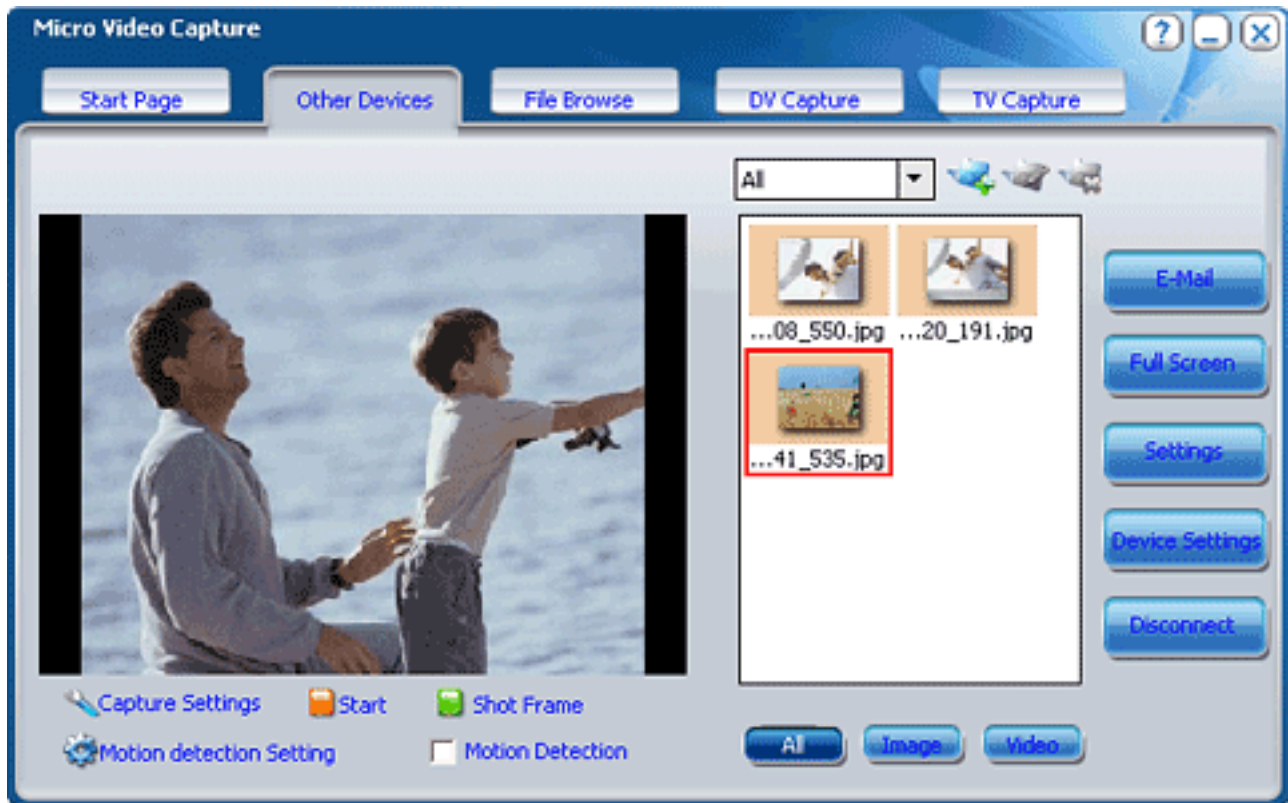 Micro Video Capture
Start Page Other Devices File Browse DV Capture TV Capture
All
...08_550.jpg ...20_191.jpg
...41_535.jpg
E-Mail
Full Screen
Settings
Device Settings
Disconnect
Capture Settings Start Shot Frame
Motion detection Setting Motion Detection
All Image Video